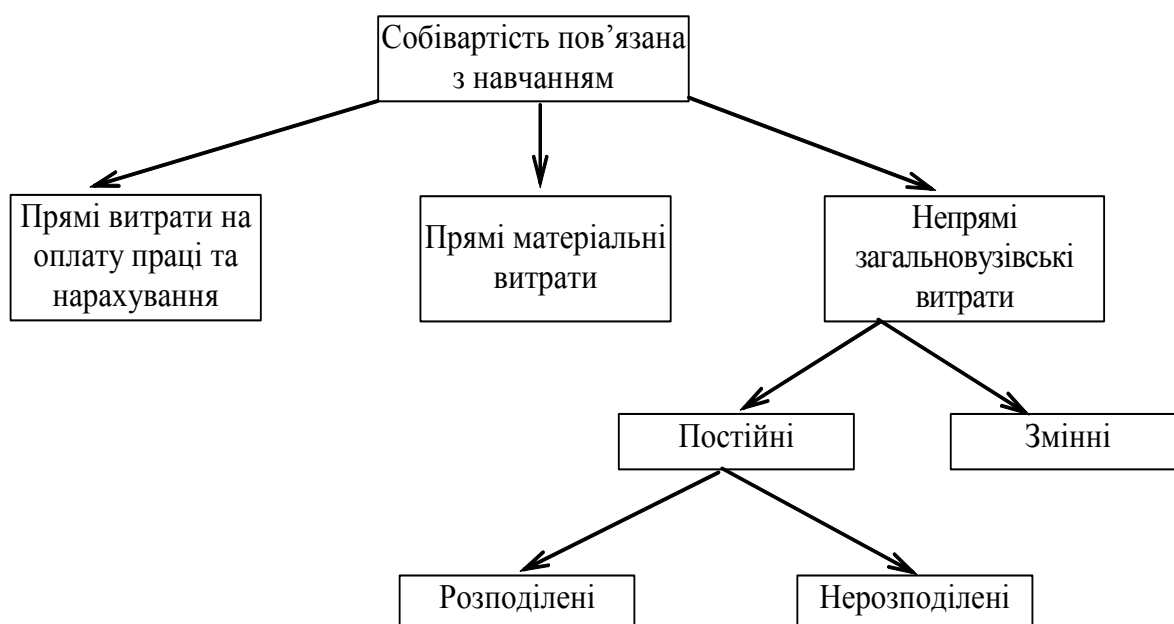 Собівартість пов’язана
з навчанням
Прямі витрати на
оплату праці та
нарахування
Прямі матеріальні
витрати
Непрямі
загальновузівські
витрати
Постійні
Змінні
Розподілені
Нерозподілені